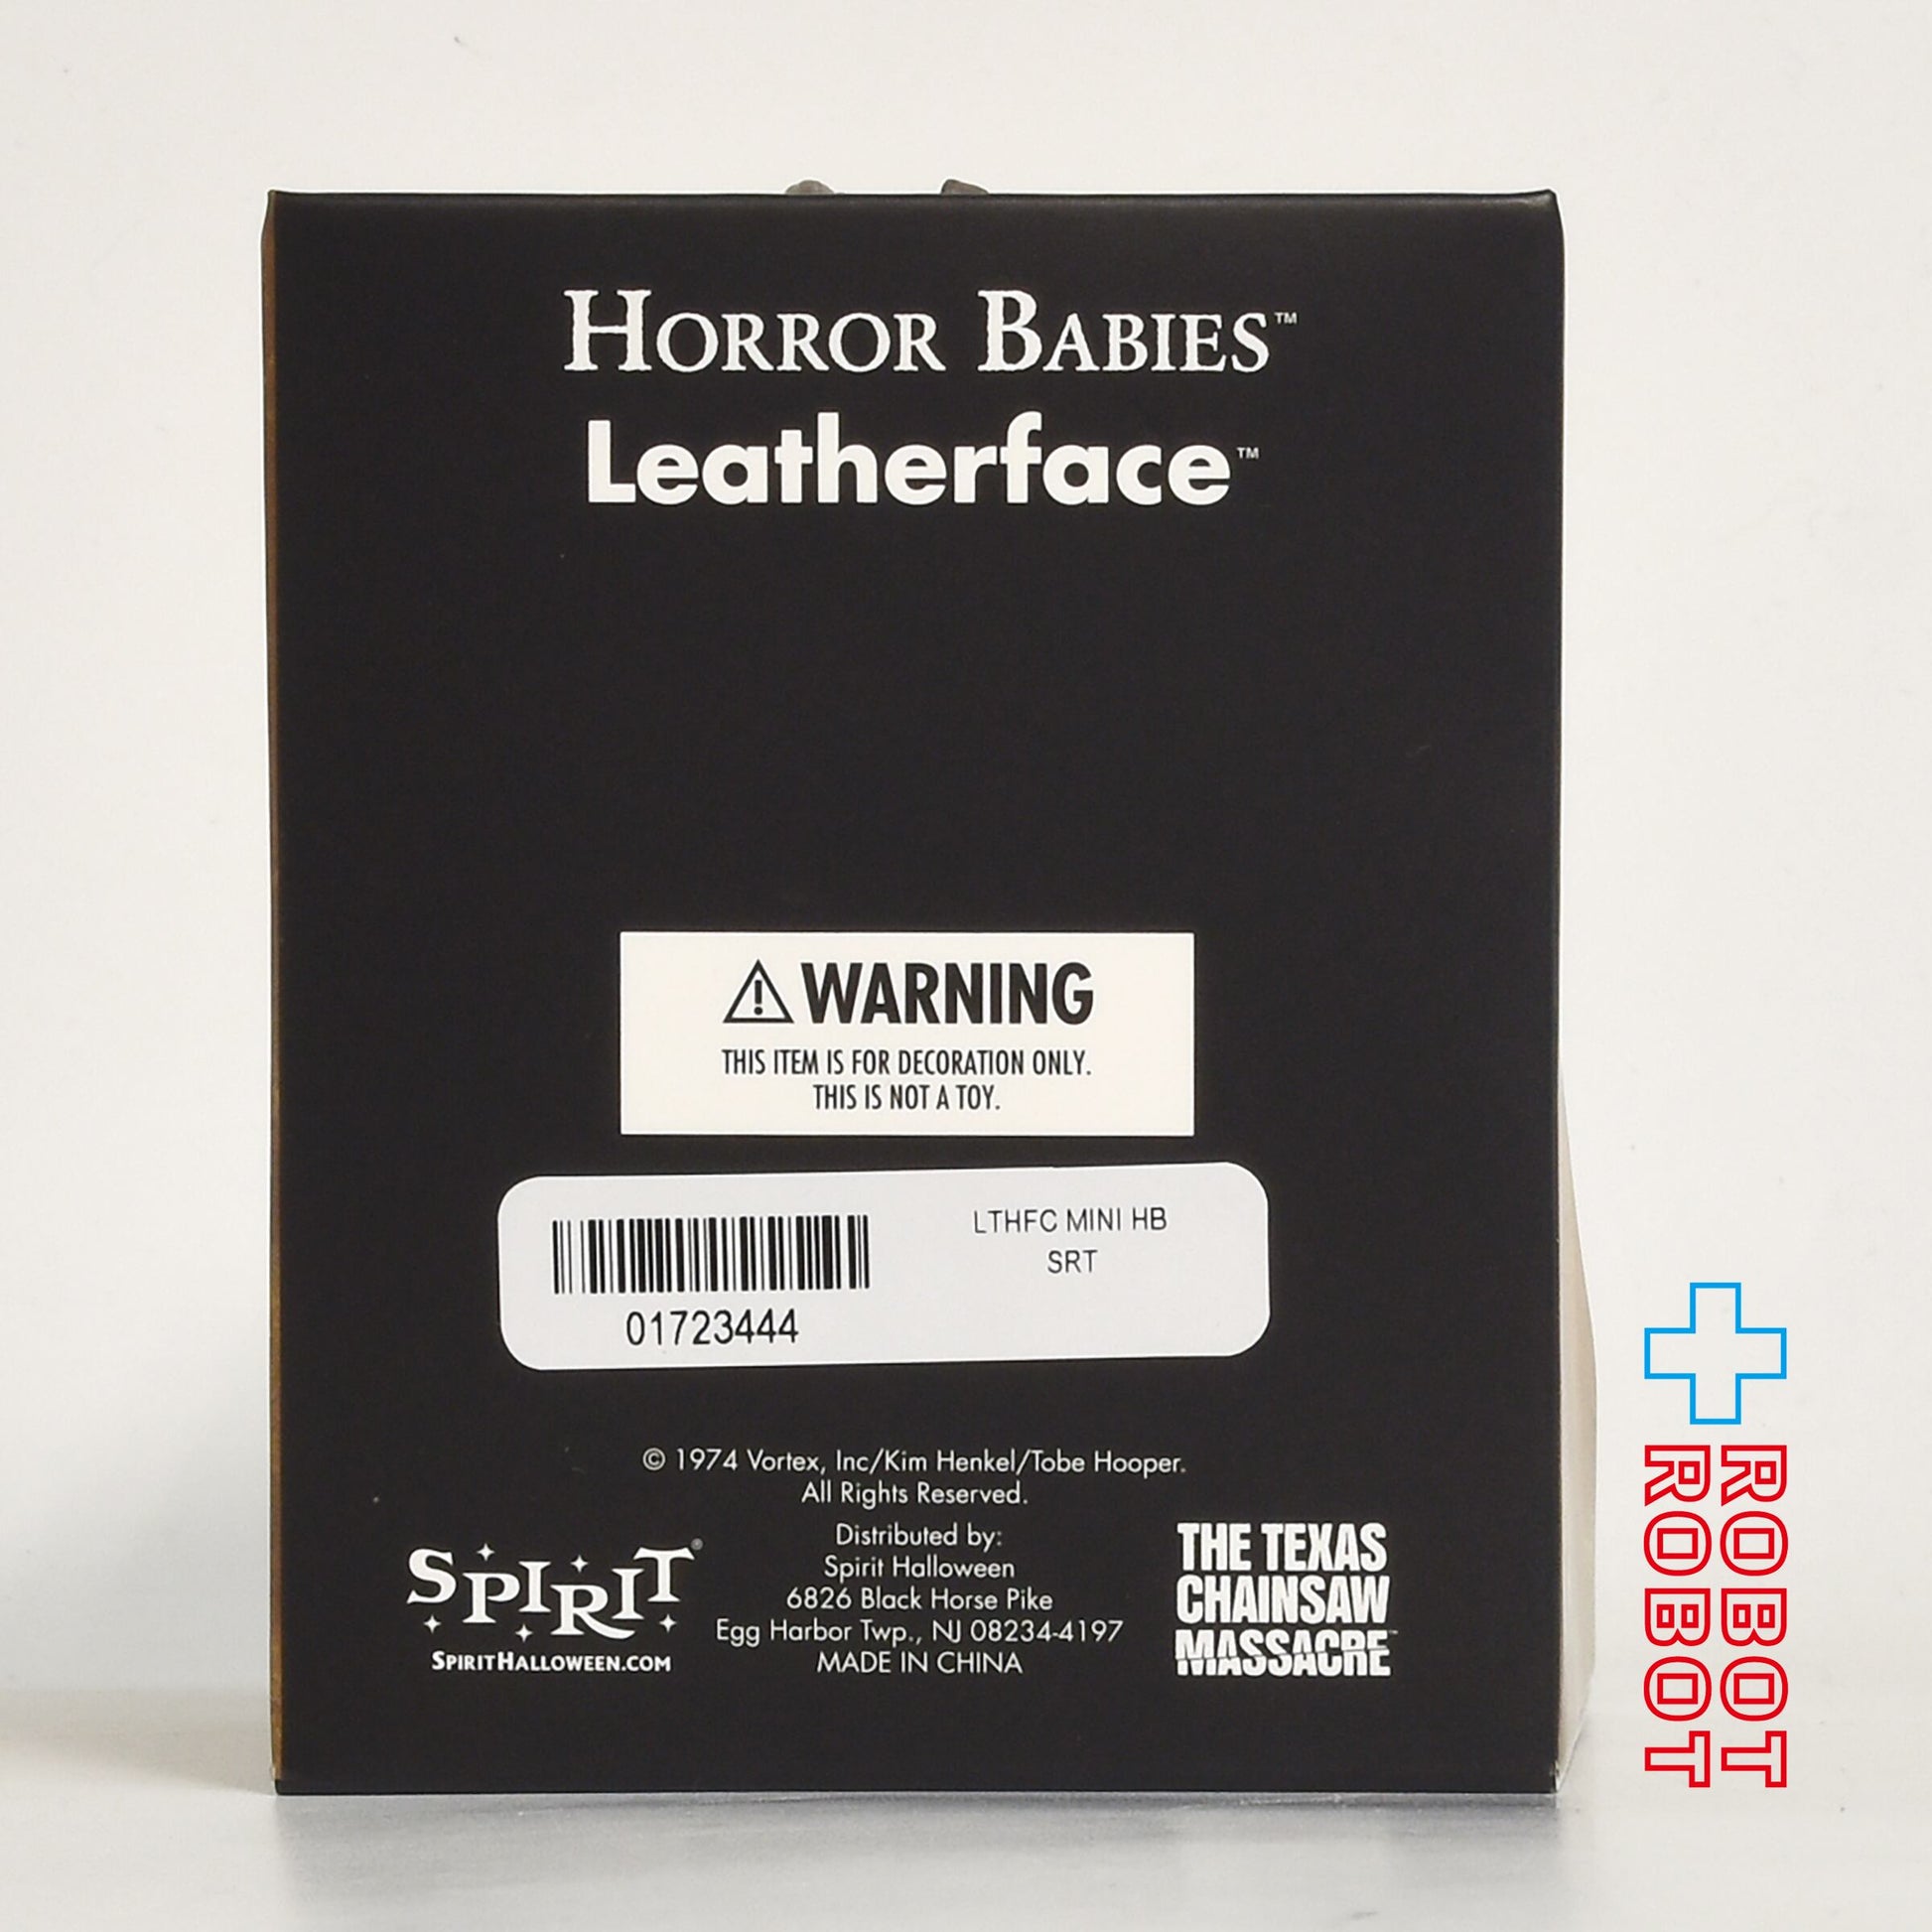 HORROR BABIES™
Leatherface™
⚠ WARNING
THIS ITEM IS FOR DECORATION ONLY.
THIS IS NOT A TOY.
LTHFC MINI HB
SRT
01723444
© 1974 Vortex, Inc/Kim Henkel/Tobe Hooper.
All Rights Reserved.
SPIRIT®
SPIRITHALLOWEEN.COM
Distributed by:
Spirit Halloween
6826 Black Horse Pike
Egg Harbor Twp., NJ 08234-4197
MADE IN CHINA
THE TEXAS
CHAINSAW
MASSACRE™
ROBOT
ROBOT